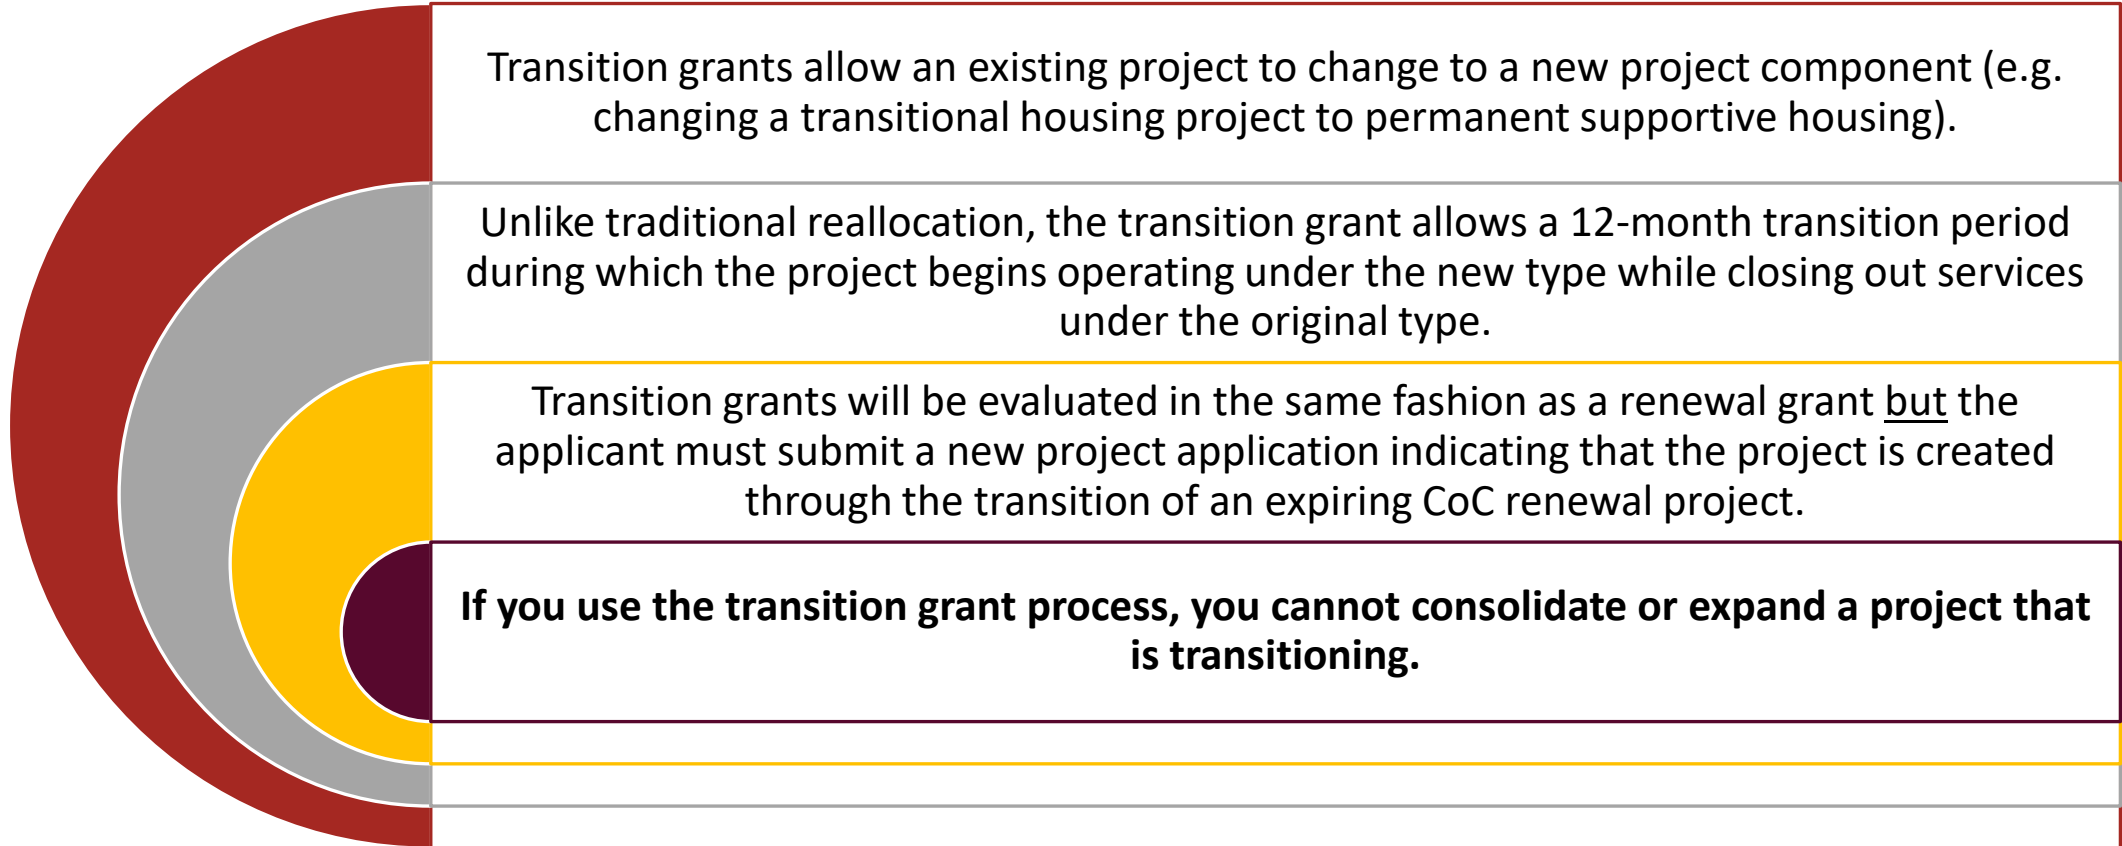 Transition grants allow an existing project to change to a new project component (e.g.
changing a transitional housing project to permanent supportive housing).
Unlike traditional reallocation, the transition grant allows a 12-month transition period
during which the project begins operating under the new type while closing out services
under the original type.
Transition grants will be evaluated in the same fashion as a renewal grant but the
applicant must submit a new project application indicating that the project is created
through the transition of an expiring CoC renewal project.
If you use the transition grant process, you cannot consolidate or expand a project that
is transitioning.